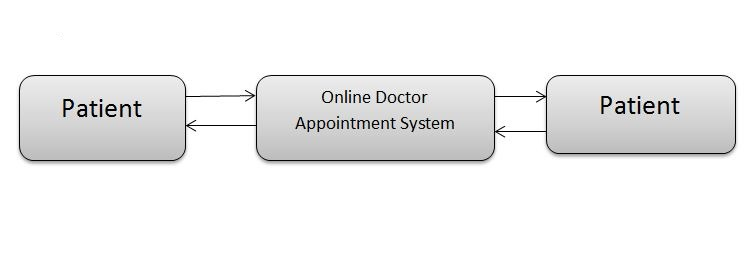 Patient
Online Doctor
Appointment System
Patient